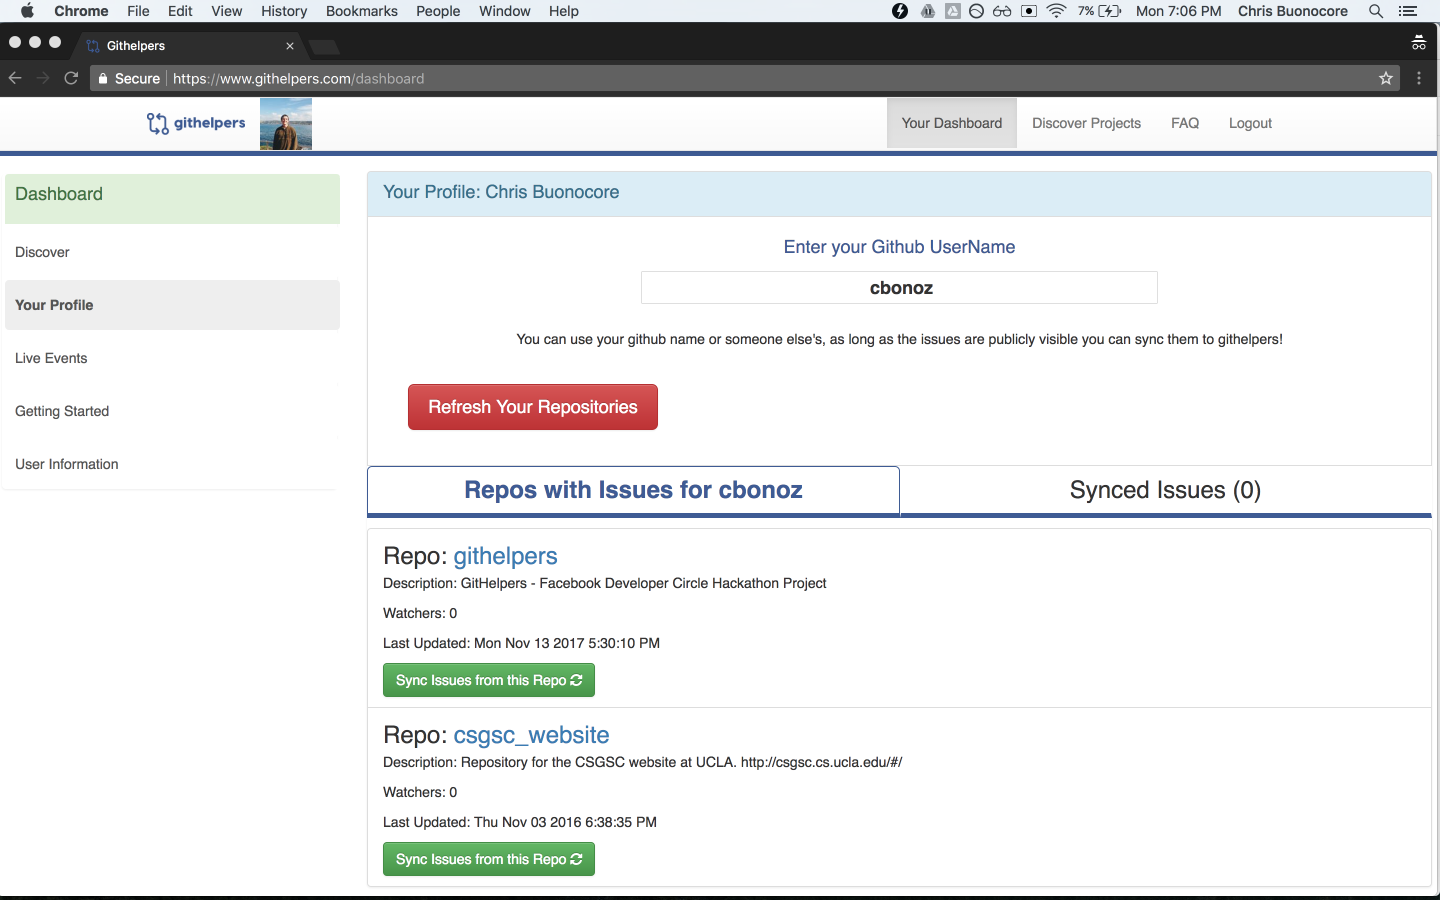 Chrome File Edit View History Bookmarks People Window Help 7% Mon 7:06 PM Chris Buonocore
Githelpers
Secure https://www.githelpers.com/dashboard
githelpers Your Dashboard Discover Projects FAQ Logout
Dashboard
Discover
Your Profile
Live Events
Getting Started
User Information
Your Profile: Chris Buonocore
Enter your Github UserName
cbonoz
You can use your github name or someone else's, as long as the issues are publicly visible you can sync them to githelpers!
Refresh Your Repositories
Repos with Issues for cbonoz Synced Issues (0)
Repo: githelpers
Description: GitHelpers - Facebook Developer Circle Hackathon Project
Watchers: 0
Last Updated: Mon Nov 13 2017 5:30:10 PM
Sync Issues from this Repo
Repo: csgsc_website
Description: Repository for the CSGSC website at UCLA. http://csgsc.cs.ucla.edu/#/
Watchers: 0
Last Updated: Thu Nov 03 2016 6:38:35 PM
Sync Issues from this Repo